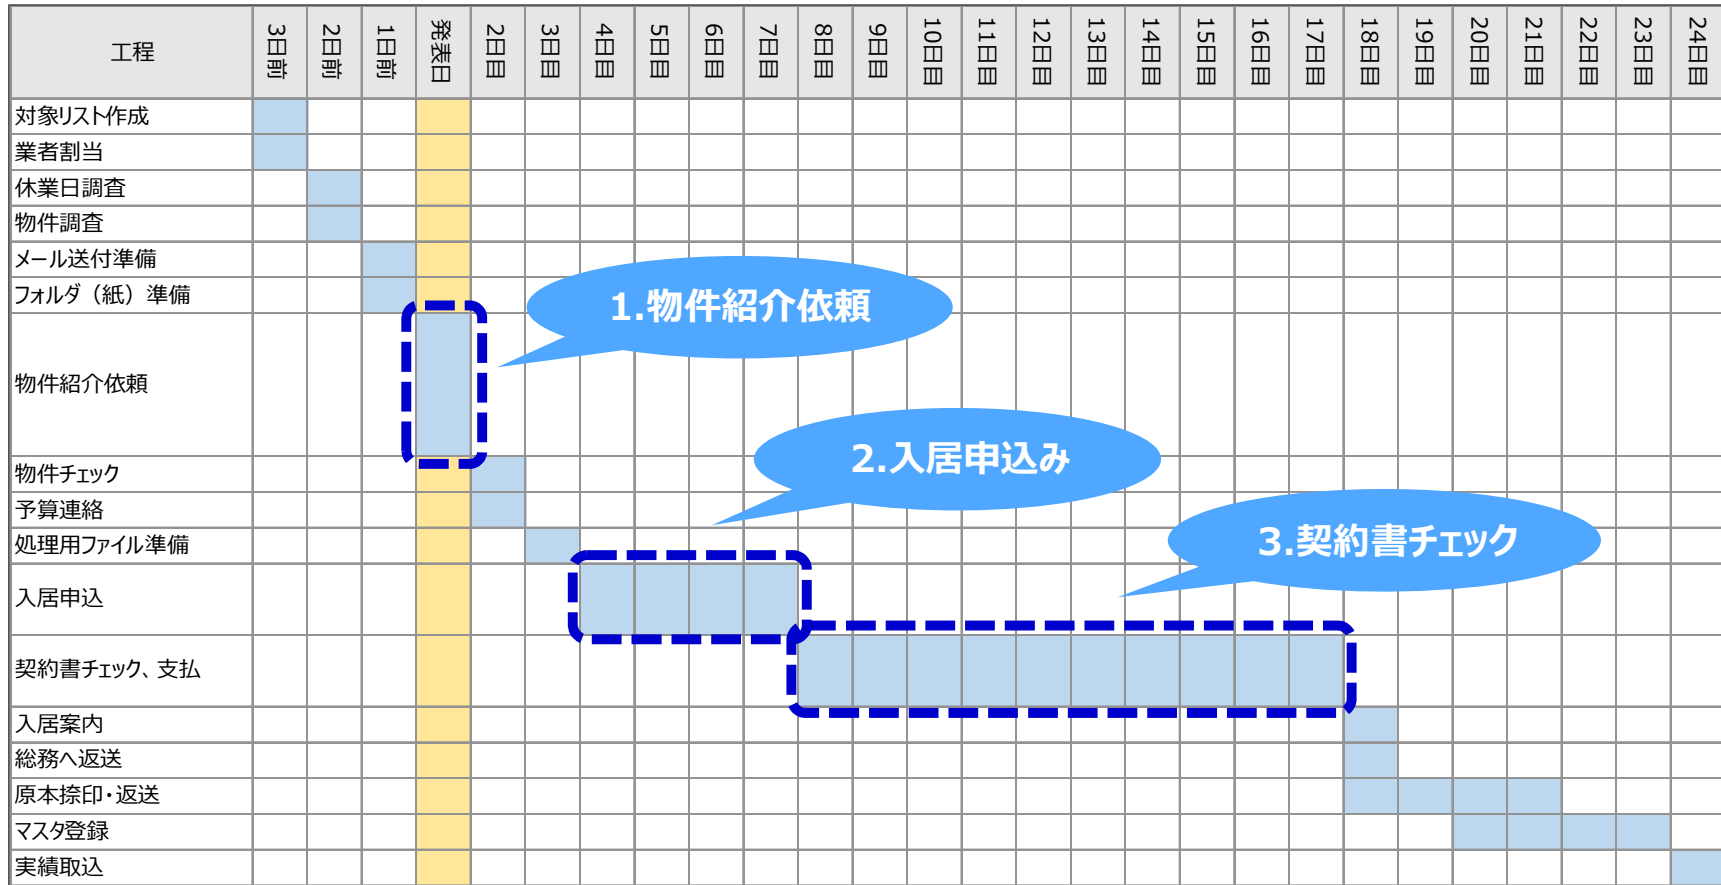 工程
3日前
2日前
1日前
発表日
2日目
3日目
4日目
5日目
6日目
7日目
8日目
9日目
10日目
11日目
12日目
13日目
14日目
15日目
16日目
17日目
18日目
19日目
20日目
21日目
22日目
23日目
24日目
対象リスト作成
業者割当
休業日調査
物件調査
メール送付準備
フォルダ（紙）準備
1.物件紹介依頼
物件紹介依頼
2.入居申込み
物件チェック
予算連絡
3.契約書チェック
処理用ファイル準備
入居申込
契約書チェック、支払
入居案内
総務へ返送
原本捺印・返送
マスタ登録
実績取込